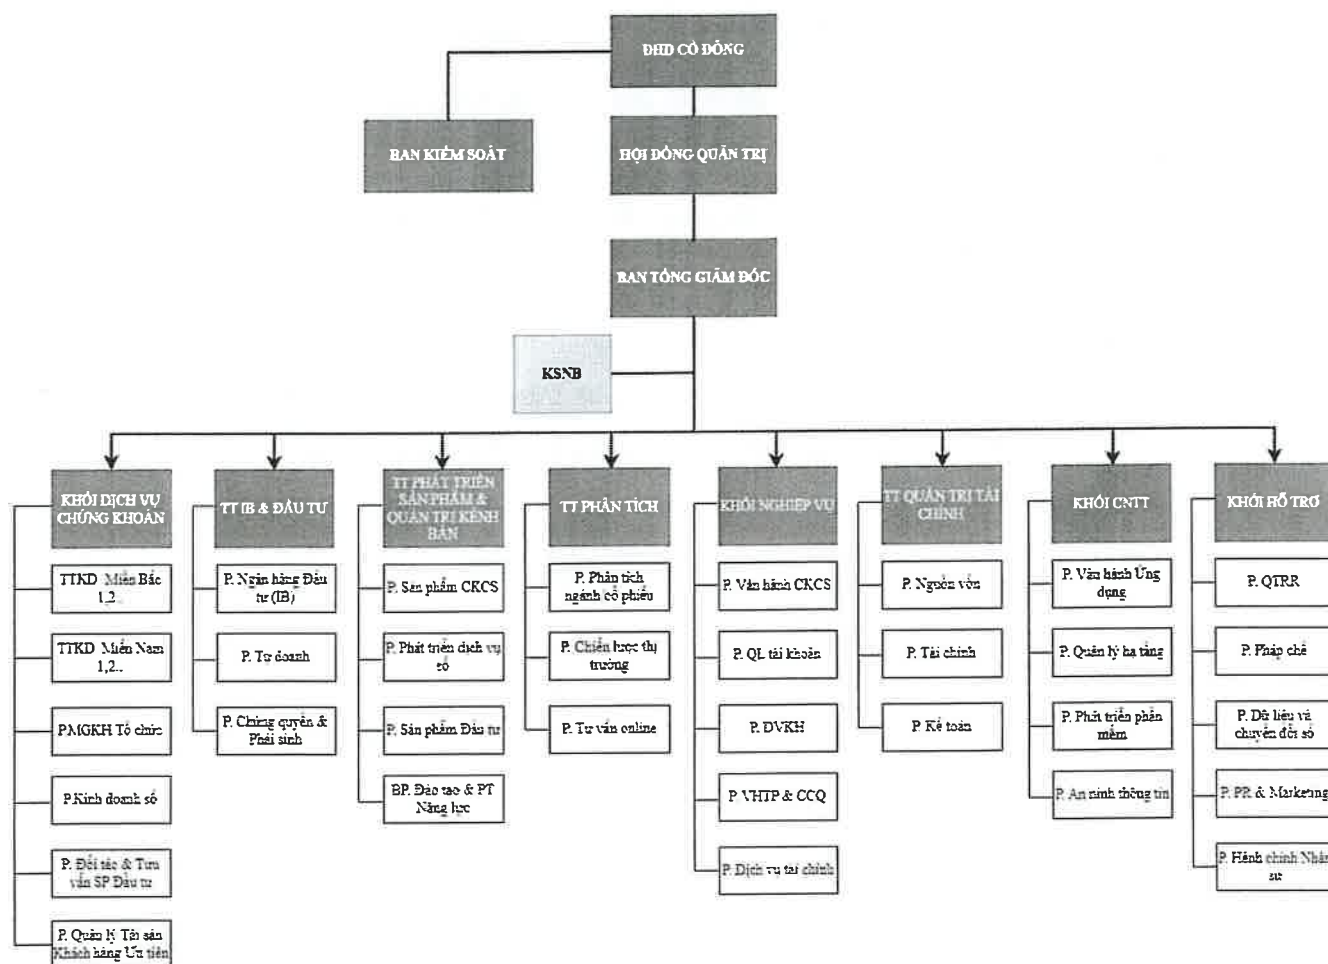 ĐHĐ CỔ ĐÔNG
BAN KIỂM SOÁT
HỘI ĐỒNG QUẢN TRỊ
BAN TỔNG GIÁM ĐỐC
KSNB
KHỐI DỊCH VỤ
CHỨNG KHOÁN
TTKD Miền Bắc
1,2..
TTKD Miền Nam
1,2..
P.MGKH Tổ chức
P.Kinh doanh số
P. Đối tác & Tư
vấn SP Đầu tư
P. Quản lý Tài sản
Khách hàng Ưu tiên
TT IB & ĐẦU TƯ
P. Ngân hàng Đầu
tư (IB)
P. Tự doanh
P. Chứng quyền &
Phái sinh
TT PHÁT TRIỂN
SẢN PHẨM &
QUẢN TRỊ KÊNH
BÁN
P. Sản phẩm CKCS
P. Phát triển dịch vụ
số
P. Sản phẩm Đầu tư
BP. Đào tạo & PT
Năng lực
TT PHÂN TÍCH
P. Phân tích
ngành cổ phiếu
P. Chiến lược thị
trường
P. Tư vấn online
KHỐI NGHIỆP VỤ
P. Vận hành CKCS
P. QL tài khoản
P. DVKH
P. VHTP & CCQ
P. Dịch vụ tài chính
TT QUẢN TRỊ TÀI
CHÍNH
P. Nguồn vốn
P. Tài chính
P. Kế toán
KHỐI CNTT
P. Vận hành Ứng
dụng
P. Quản lý hạ tầng
P. Phát triển phần
mềm
P. An ninh thông tin
KHỐI HỖ TRỢ
P. QTRR
P. Pháp chế
P. Dữ liệu và
chuyển đổi số
P. PR & Marketing
P. Hành chính Nhân
sự